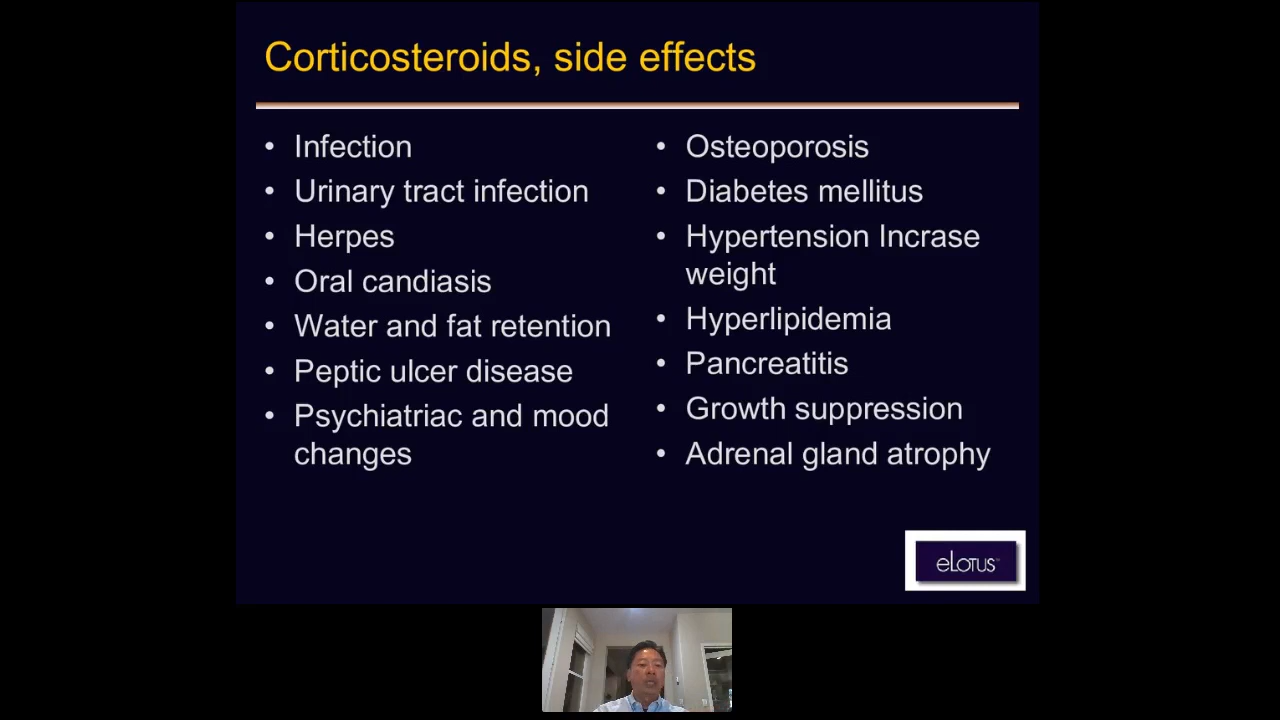 Corticosteroids, side effects
• Infection
• Urinary tract infection
• Herpes
• Oral candiasis
• Water and fat retention
• Peptic ulcer disease
• Psychiatriac and mood
changes
• Osteoporosis
• Diabetes mellitus
• Hypertension Incrase
weight
• Hyperlipidemia
• Pancreatitis
• Growth suppression
• Adrenal gland atrophy
eLotus™